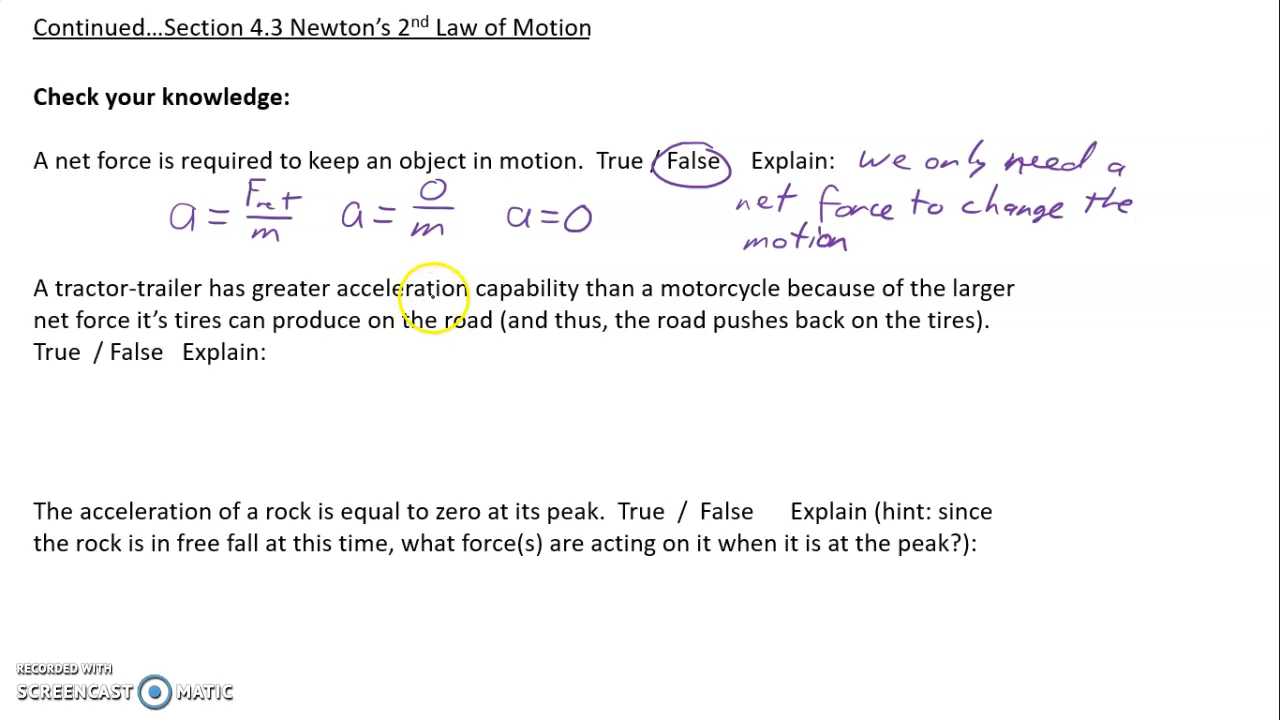 Continued…Section 4.3 Newton's 2nd Law of Motion
Check your knowledge:
A net force is required to keep an object in motion. True / False Explain: we only need a
net force to change the
motion
a = Fnet/m a = 0/m a = 0
A tractor-trailer has greater acceleration capability than a motorcycle because of the larger
net force it's tires can produce on the road (and thus, the road pushes back on the tires).
True / False Explain:
The acceleration of a rock is equal to zero at its peak. True / False Explain (hint: since
the rock is in free fall at this time, what force(s) are acting on it when it is at the peak?):
RECORDED WITH
SCREENCAST MATIC